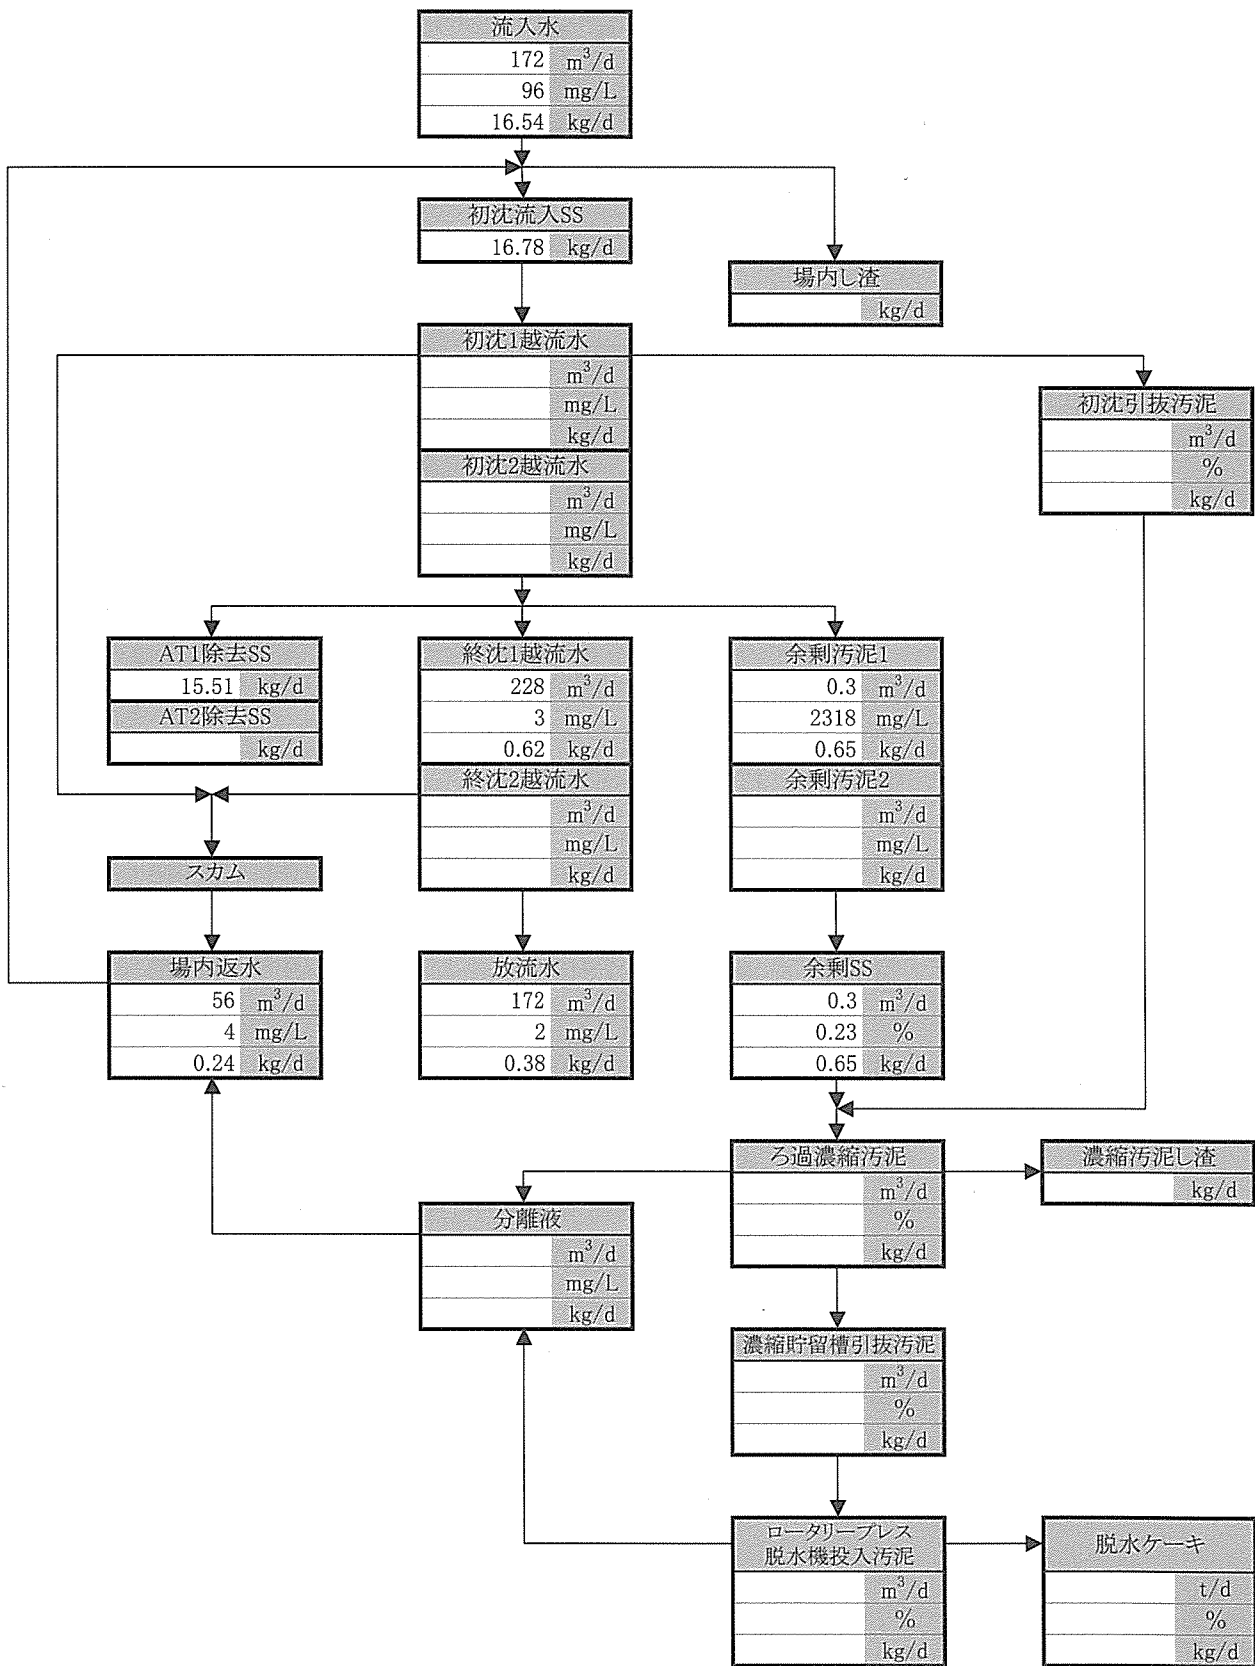 流入水
172 m³/d
96 mg/L
16.54 kg/d
初沈流入SS
16.78 kg/d
場内し渣
kg/d
初沈1越流水
m³/d
mg/L
kg/d
初沈2越流水
m³/d
mg/L
kg/d
初沈引抜汚泥
m³/d
%
kg/d
AT1除去SS
15.51 kg/d
AT2除去SS
kg/d
終沈1越流水
228 m³/d
3 mg/L
0.62 kg/d
終沈2越流水
m³/d
mg/L
kg/d
余剰汚泥1
0.3 m³/d
2318 mg/L
0.65 kg/d
余剰汚泥2
m³/d
mg/L
kg/d
スカム
場内返水
56 m³/d
4 mg/L
0.24 kg/d
放流水
172 m³/d
2 mg/L
0.38 kg/d
余剰SS
0.3 m³/d
0.23 %
0.65 kg/d
ろ過濃縮汚泥
m³/d
%
kg/d
濃縮汚泥し渣
kg/d
分離液
m³/d
mg/L
kg/d
濃縮貯留槽引抜汚泥
m³/d
%
kg/d
ロータリープレス
脱水機投入汚泥
m³/d
%
kg/d
脱水ケーキ
t/d
%
kg/d